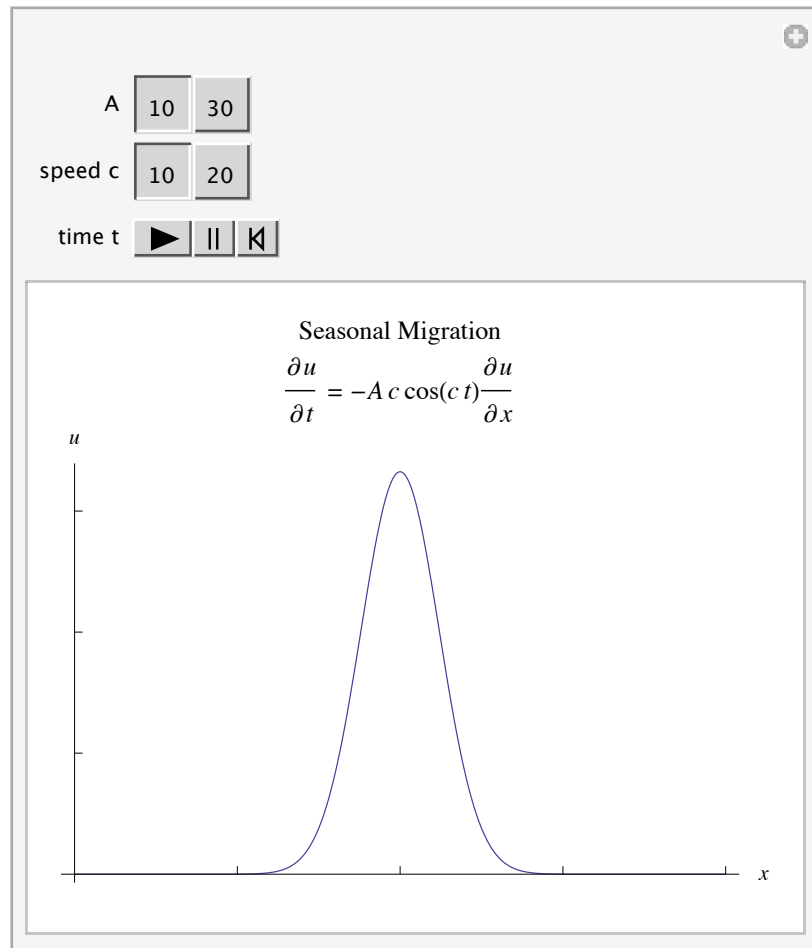 A 10 30
speed c 10 20
time t
Seasonal Migration
∂u/∂t = −A c cos(c t) ∂u/∂x
u
x